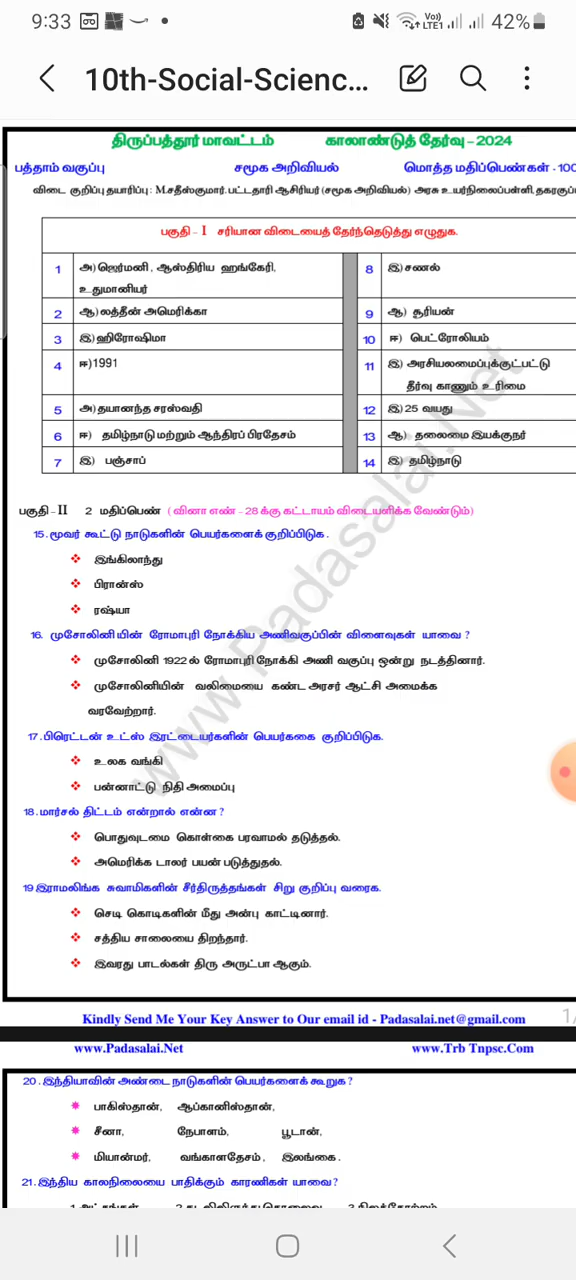 9:33
Vo)) LTE1 42%
10th-Social-Scienc...
திருப்பத்தூர் மாவட்டம் காலாண்டுத் தேர்வு - 2024
பத்தாம் வகுப்பு சமூக அறிவியல் மொத்த மதிப்பெண்கள் -100
விடை குறிப்பு தயாரிப்பு: M.சதீஸ்குமார். பட்டதாரி ஆசிரியர் (சமூக அறிவியல்) அரசு உயர்நிலைப்பள்ளி, தகரகுப்
பகுதி - I சரியான விடையைத் தேர்ந்தெடுத்து எழுதுக.
1 அ) ஜெர்மனி, ஆஸ்திரிய ஹங்கேரி, உதுமானியர்
8 இ) சணல்
2 ஆ) லத்தீன் அமெரிக்கா
9 ஆ) சூரியன்
3 இ) ஹிரோஷிமா
10 ஈ) பெட்ரோலியம்
4 ஈ)1991
11 இ) அரசியலமைப்புக்குட்பட்டு தீர்வு காணும் உரிமை
5 அ) தயானந்த சரஸ்வதி
12 இ) 25 வயது
6 ஈ) தமிழ்நாடு மற்றும் ஆந்திரப் பிரதேசம்
13 ஆ) தலைமை இயக்குநர்
7 இ) பஞ்சாப்
14 இ) தமிழ்நாடு
பகுதி -II 2 மதிப்பெண் (வினா எண் - 28 க்கு கட்டாயம் விடையளிக்க வேண்டும்)
15. மூவர் கூட்டு நாடுகளின் பெயர்களைக் குறிப்பிடுக.
❖ இங்கிலாந்து
❖ பிரான்ஸ்
❖ ரஷ்யா
16. முசோலினியின் ரோமாபுரி நோக்கிய அணிவகுப்பின் விளைவுகள் யாவை ?
❖ முசோலினி 1922 ல் ரோமாபுரி நோக்கி அணி வகுப்பு ஒன்று நடத்தினார்.
❖ முசோலினியின் வலிமையை கண்ட அரசர் ஆட்சி அமைக்க
வரவேற்றார்.
17. பிரெட்டன் உட்ஸ் இரட்டையர்களின் பெயர்ககை குறிப்பிடுக.
❖ உலக வங்கி
❖ பன்னாட்டு நிதி அமைப்பு
18. மார்சல் திட்டம் என்றால் என்ன ?
❖ பொதுவுடமை கொள்கை பரவாமல் தடுத்தல்.
❖ அமெரிக்க டாலர் பயன் படுத்துதல்.
19 இராமலிங்க சுவாமிகளின் சீர்திருத்தங்கள் சிறு குறிப்பு வரைக.
❖ செடி கொடிகளின் மீது அன்பு காட்டினார்.
❖ சத்திய சாலையை திறந்தார்.
❖ இவரது பாடல்கள் திரு அருட்பா ஆகும்.
www.Padasalai.Net
Kindly Send Me Your Key Answer to Our email id - Padasalai.net@gmail.com 1/
www.Padasalai.Net www.Trb Tnpsc.Com
20. இந்தியாவின் அண்டை நாடுகளின் பெயர்களைக் கூறுக ?
✷ பாகிஸ்தான், ஆப்கானிஸ்தான்,
✷ சீனா, நேபாளம், பூடான்,
✷ மியான்மர், வங்காளதேசம், இலங்கை.
21. இந்திய காலநிலையை பாதிக்கும் காரணிகள் யாவை?